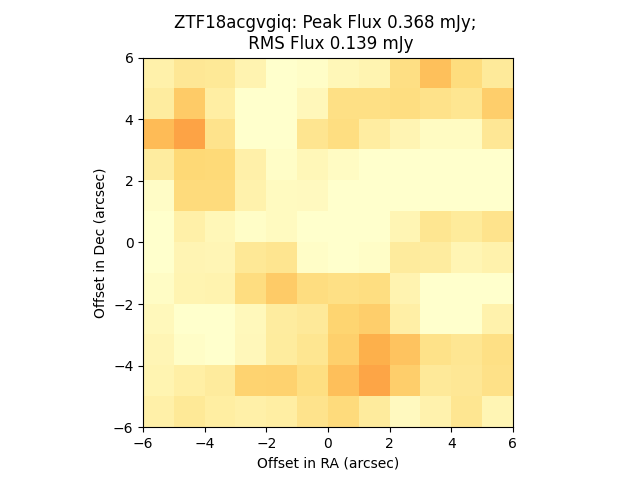 ZTF18acgvgiq: Peak Flux 0.368 mJy;
RMS Flux 0.139 mJy
6
4
2
0
−2
−4
−6
Offset in Dec (arcsec)
−6 −4 −2 0 2 4 6
Offset in RA (arcsec)